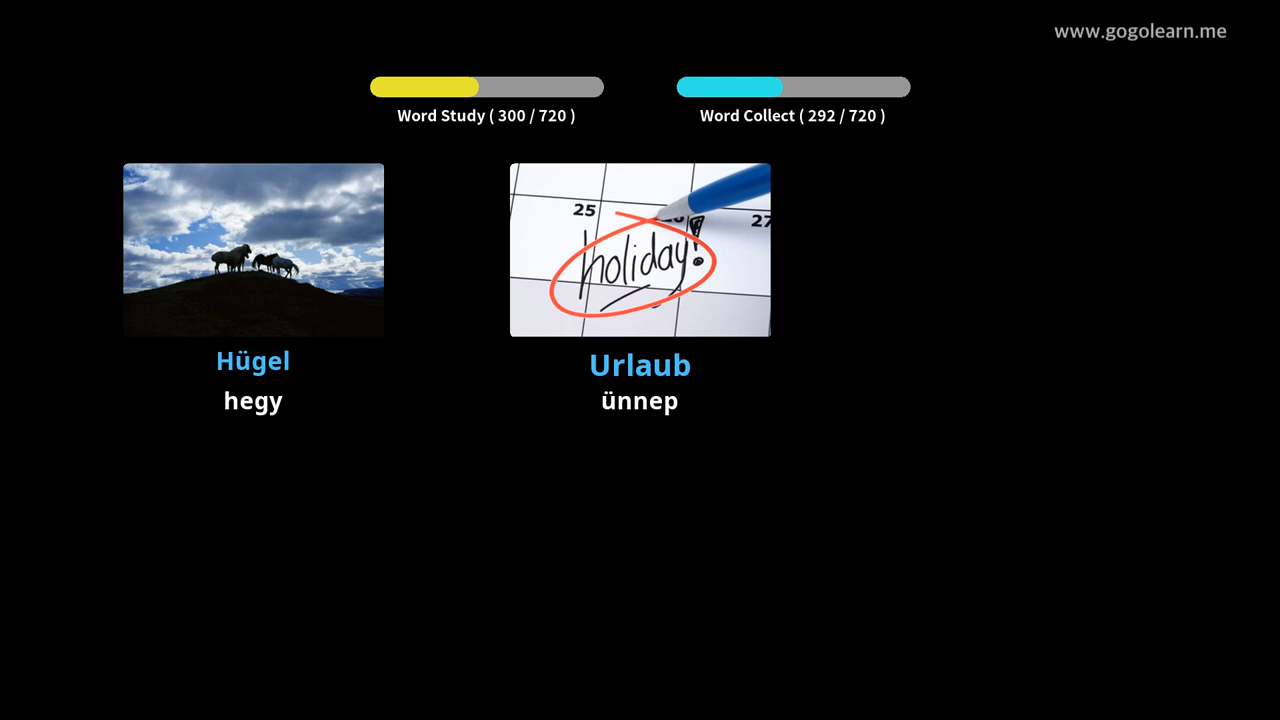 www.gogolearn.me
Word Study ( 300 / 720 )
Word Collect ( 292 / 720 )
25
27
holiday!
Hügel
Urlaub
hegy
ünnep